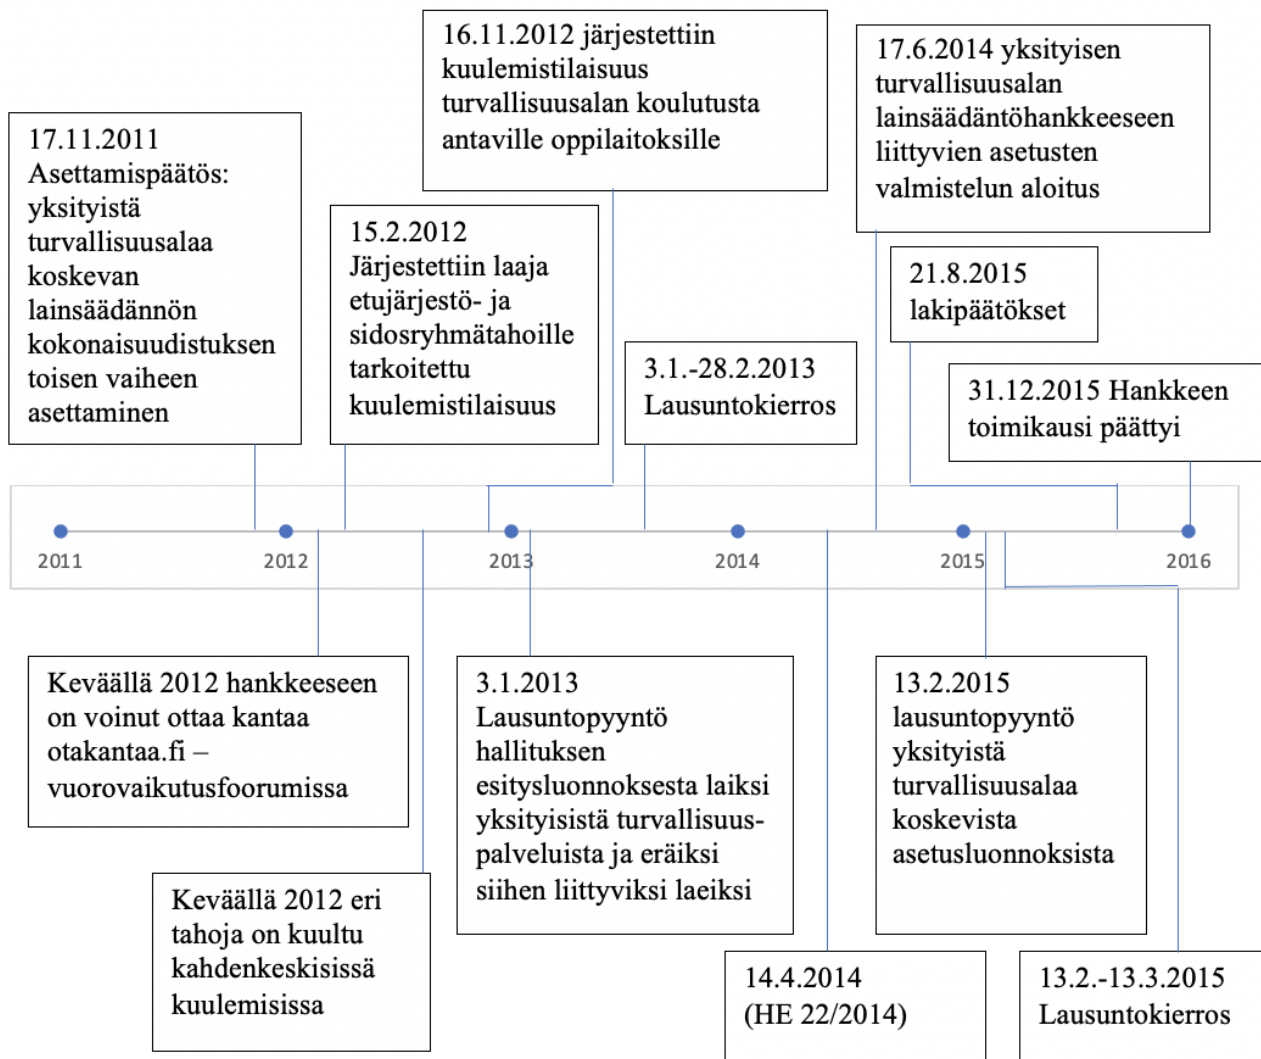 16.11.2012 järjestettiin
kuulemistilaisuus
turvallisuusalan koulutusta
antaville oppilaitoksille
17.6.2014 yksityisen
turvallisuusalan
lainsäädäntöhankkeeseen
liittyvien asetusten
valmistelun aloitus
17.11.2011
Asettamispäätös:
yksityistä
turvallisuusalaa
koskevan
lainsäädännön
kokonaisuudistuksen
toisen vaiheen
asettaminen
15.2.2012
Järjestettiin laaja
etujärjestö- ja
sidosryhmätahoille
tarkoitettu
kuulemistilaisuus
21.8.2015
lakipäätökset
3.1.-28.2.2013
Lausuntokierros
31.12.2015 Hankkeen
toimikausi päättyi
2011 2012 2013 2014 2015 2016
Keväällä 2012 hankkeeseen
on voinut ottaa kantaa
otakantaa.fi –
vuorovaikutusfoorumissa
3.1.2013
Lausuntopyyntö
hallituksen
esitysluonnoksesta laiksi
yksityisistä turvallisuus-
palveluista ja eräiksi
siihen liittyviksi laeiksi
13.2.2015
lausuntopyyntö
yksityistä
turvallisuusalaa
koskevista
asetusluonnoksista
Keväällä 2012 eri
tahoja on kuultu
kahdenkeskisissä
kuulemisissa
14.4.2014
(HE 22/2014)
13.2.-13.3.2015
Lausuntokierros